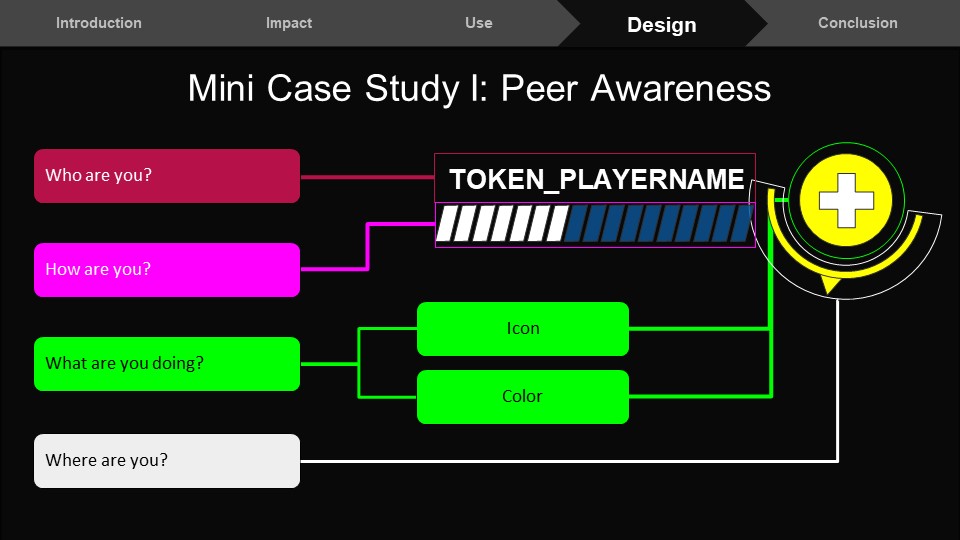 Introduction
Impact
Use
Design
Conclusion
Mini Case Study I: Peer Awareness
Who are you?
TOKEN_PLAYERNAME
How are you?
Icon
What are you doing?
Color
Where are you?